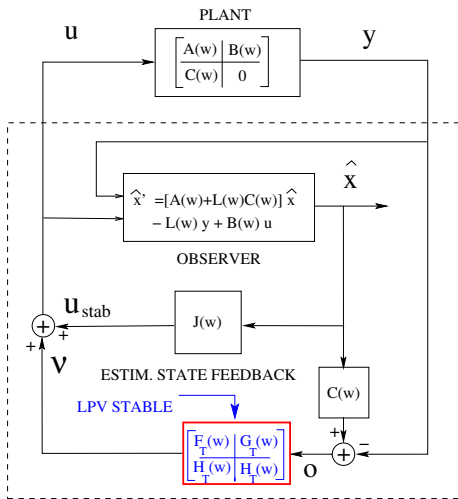 PLANT
u
y
A(w) B(w)
C(w) 0
x̂
x̂' =[A(w)+L(w)C(w)] x̂
− L(w) y + B(w) u
OBSERVER
u_stab
J(w)
+
+
+
ν
ESTIM. STATE FEEDBACK
C(w)
LPV STABLE
+
−
+
F_T(w) G_T(w)
H_T(w) H_T(w)
o